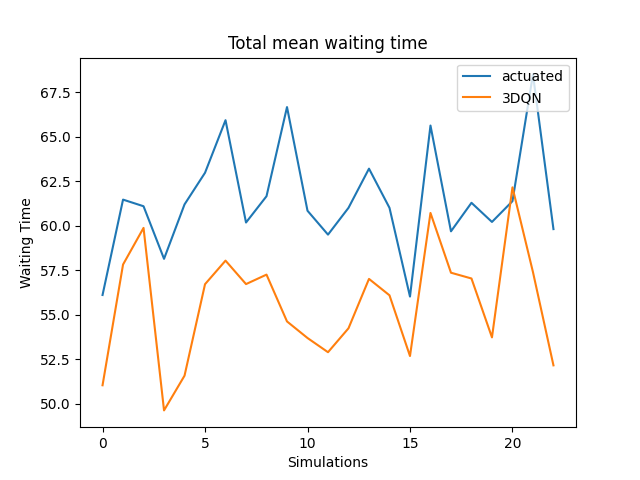 Total mean waiting time
actuated
3DQN
67.5
65.0
62.5
60.0
57.5
55.0
52.5
50.0
Waiting Time
0 5 10 15 20
Simulations